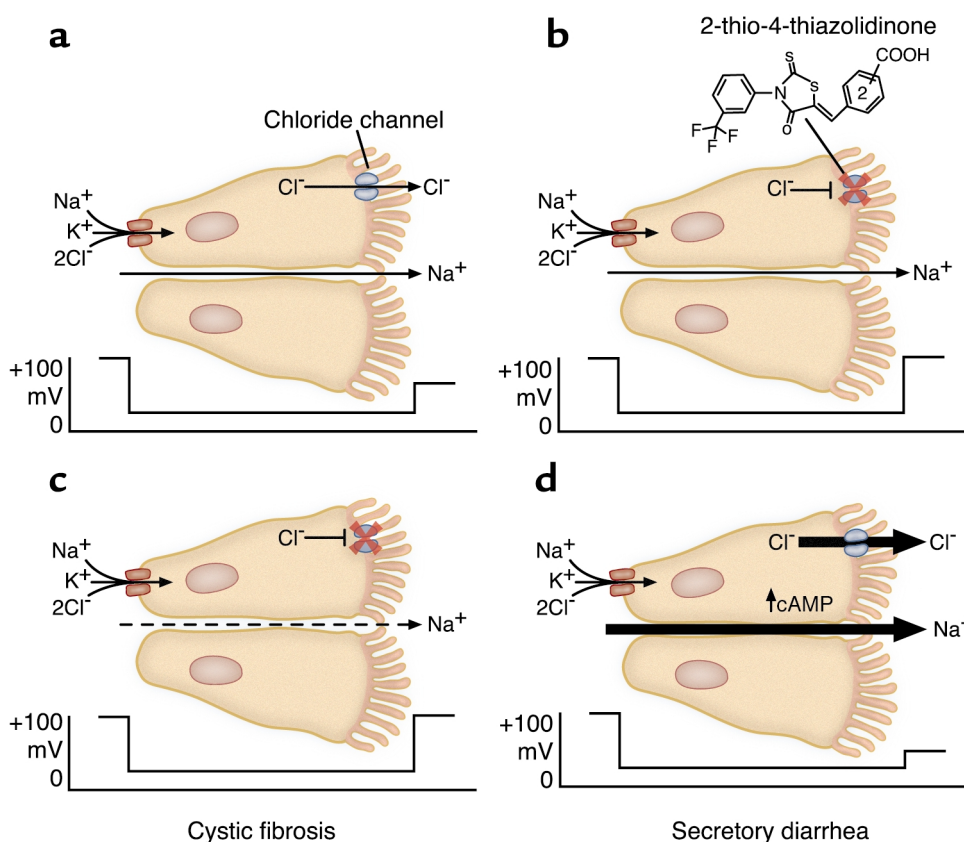 a
Chloride channel
Cl⁻
Cl⁻
Na⁺
K⁺
2Cl⁻
Na⁺
+100
mV
0
b
2-thio-4-thiazolidinone
COOH
S
S
2
N
O
F
F
F
Cl⁻
Na⁺
K⁺
2Cl⁻
Na⁺
+100
mV
0
c
Cl⁻
Na⁺
K⁺
2Cl⁻
Na⁺
+100
mV
0
Cystic fibrosis
d
Cl⁻
Cl⁻
Na⁺
K⁺
2Cl⁻
cAMP
Na⁺
+100
mV
0
Secretory diarrhea